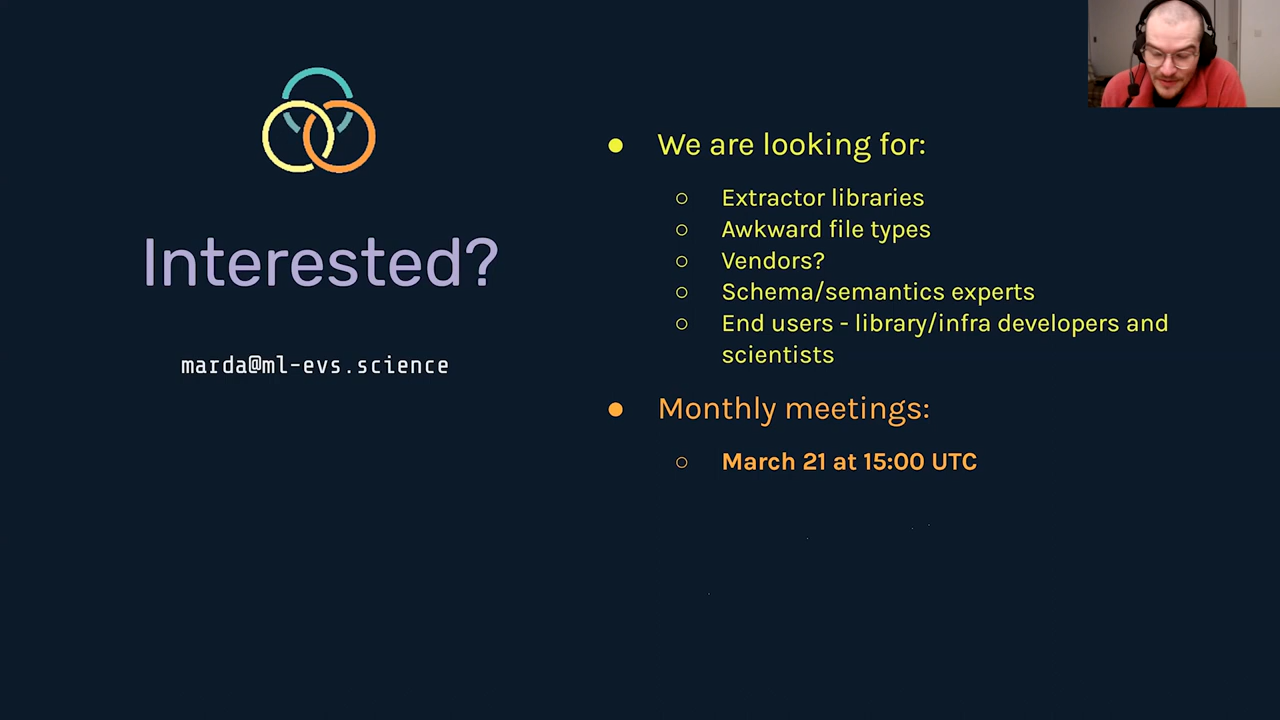 Interested?
marda@ml-evs.science
We are looking for:
Extractor libraries
Awkward file types
Vendors?
Schema/semantics experts
End users - library/infra developers and
scientists
Monthly meetings:
March 21 at 15:00 UTC